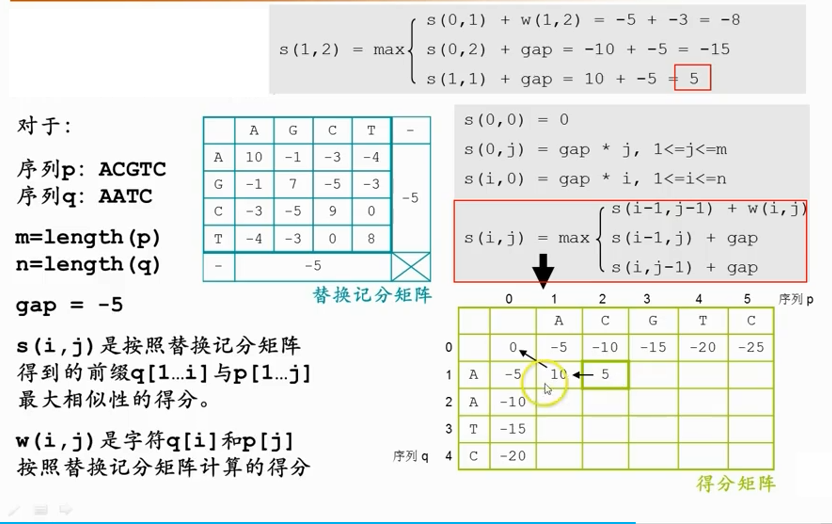 s(0,1) + w(1,2) = -5 + -3 = -8
s(1,2) = max s(0,2) + gap = -10 + -5 = -15
s(1,1) + gap = 10 + -5 = 5
对于:
序列p: ACGTC
序列q: AATC
m=length(p)
n=length(q)
gap = -5
s(i,j)是按照替换记分矩阵
得到的前缀q[1…i]与p[1…j]
最大相似性的得分。
w(i,j)是字符q[i]和p[j]
按照替换记分矩阵计算的得分
A G C T -
A 10 -1 -3 -4
G -1 7 -5 -3
-5
C -3 -5 9 0
T -4 -3 0 8
- -5
替换记分矩阵
s(0,0) = 0
s(0,j) = gap * j, 1<=j<=m
s(i,0) = gap * i, 1<=i<=n
s(i-1,j-1) + w(i,j)
s(i,j) = max s(i-1,j) + gap
s(i,j-1) + gap
0 1 2 3 4 5 序列p
A C G T C
0 0 -5 -10 -15 -20 -25
1 A -5 10 5
2 A -10
3 T -15
序列q 4 C -20
得分矩阵